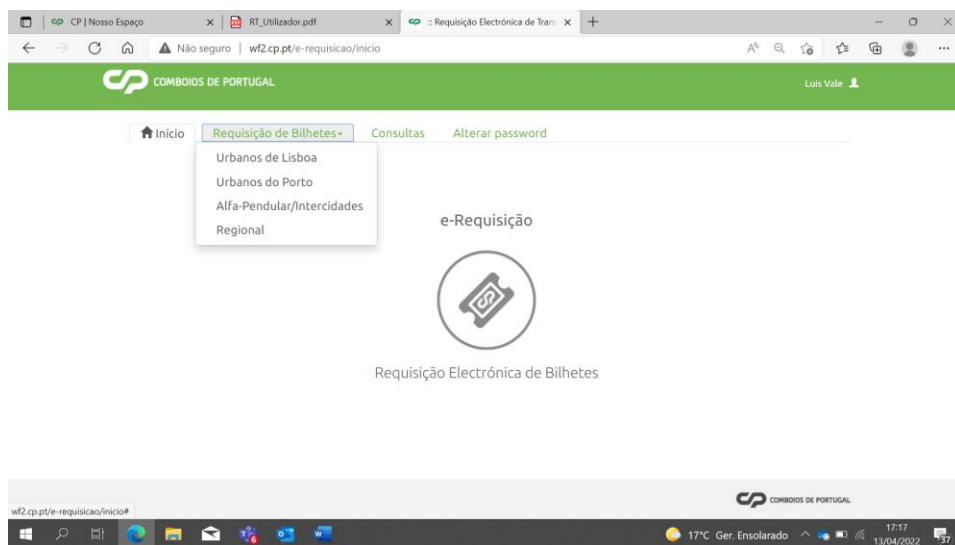 CP | Nosso Espaço
RT_Utilizador.pdf
:: Requisição Electrónica de Tran
Não seguro | wf2.cp.pt/e-requisicao/inicio
CP COMBOIOS DE PORTUGAL
Luis Vale
Início
Requisição de Bilhetes
Consultas
Alterar password
Urbanos de Lisboa
Urbanos do Porto
Alfa-Pendular/Intercidades
Regional
e-Requisição
Requisição Electrónica de Bilhetes
CP COMBOIOS DE PORTUGAL
wf2.cp.pt/e-requisicao/inicio#
17°C Ger. Ensolarado
17:17
13/04/2022
37